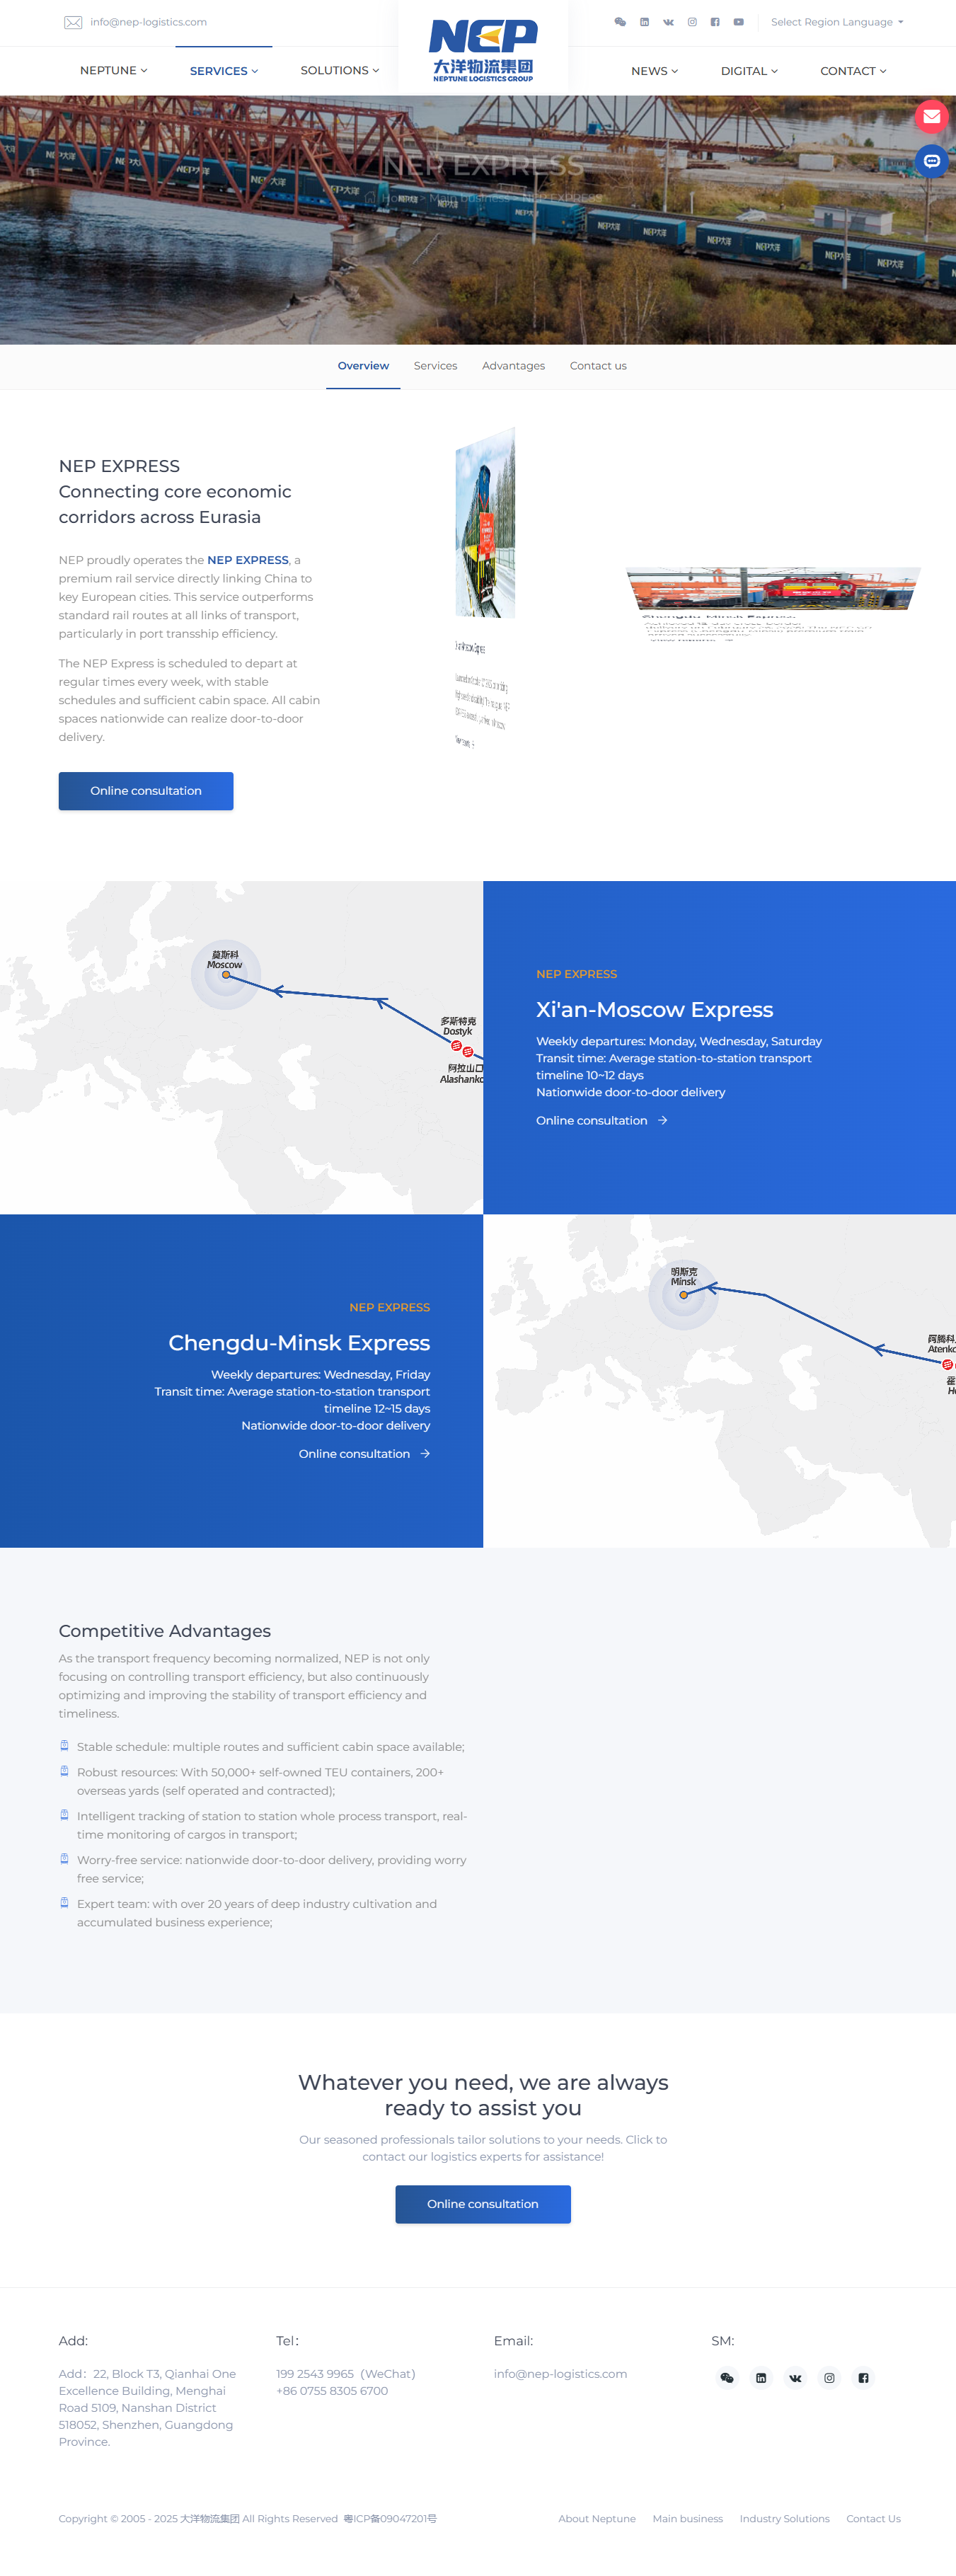 info@nep-logistics.com
Select Region Language
NEPTUNE
SERVICES
SOLUTIONS
NEP
大洋物流集团
NEPTUNE LOGISTICS GROUP
NEWS
DIGITAL
CONTACT
NEP EXPRESS
Home > Main business > NEP EXPRESS
Overview
Services
Advantages
Contact us
NEP EXPRESS
Connecting core economic
corridors across Eurasia
NEP proudly operates the NEP EXPRESS, a
premium rail service directly linking China to
key European cities. This service outperforms
standard rail routes at all links of transport,
particularly in port transship efficiency.
The NEP Express is scheduled to depart at
regular times every week, with stable
schedules and sufficient cabin space. All cabin
spaces nationwide can realize door-to-door
delivery.
Online consultation
Chengdu-Minsk Express
莫斯科
Moscow
多斯特克
Dostyk
阿拉山口
Alashanko
NEP EXPRESS
Xi'an-Moscow Express
Weekly departures: Monday, Wednesday, Saturday
Transit time: Average station-to-station transport
timeline 10~12 days
Nationwide door-to-door delivery
Online consultation
NEP EXPRESS
Chengdu-Minsk Express
Weekly departures: Wednesday, Friday
Transit time: Average station-to-station transport
timeline 12~15 days
Nationwide door-to-door delivery
Online consultation
明斯克
Minsk
阿腾科
Atenko
霍
Ho
Competitive Advantages
As the transport frequency becoming normalized, NEP is not only
focusing on controlling transport efficiency, but also continuously
optimizing and improving the stability of transport efficiency and
timeliness.
Stable schedule: multiple routes and sufficient cabin space available;
Robust resources: With 50,000+ self-owned TEU containers, 200+
overseas yards (self operated and contracted);
Intelligent tracking of station to station whole process transport, real-
time monitoring of cargos in transport;
Worry-free service: nationwide door-to-door delivery, providing worry
free service;
Expert team: with over 20 years of deep industry cultivation and
accumulated business experience;
Whatever you need, we are always
ready to assist you
Our seasoned professionals tailor solutions to your needs. Click to
contact our logistics experts for assistance!
Online consultation
Add:
Add：22, Block T3, Qianhai One
Excellence Building, Menghai
Road 5109, Nanshan District
518052, Shenzhen, Guangdong
Province.
Tel：
199 2543 9965（WeChat）
+86 0755 8305 6700
Email:
info@nep-logistics.com
SM:
Copyright © 2005 - 2025 大洋物流集团 All Rights Reserved 粤ICP备09047201号
About Neptune
Main business
Industry Solutions
Contact Us